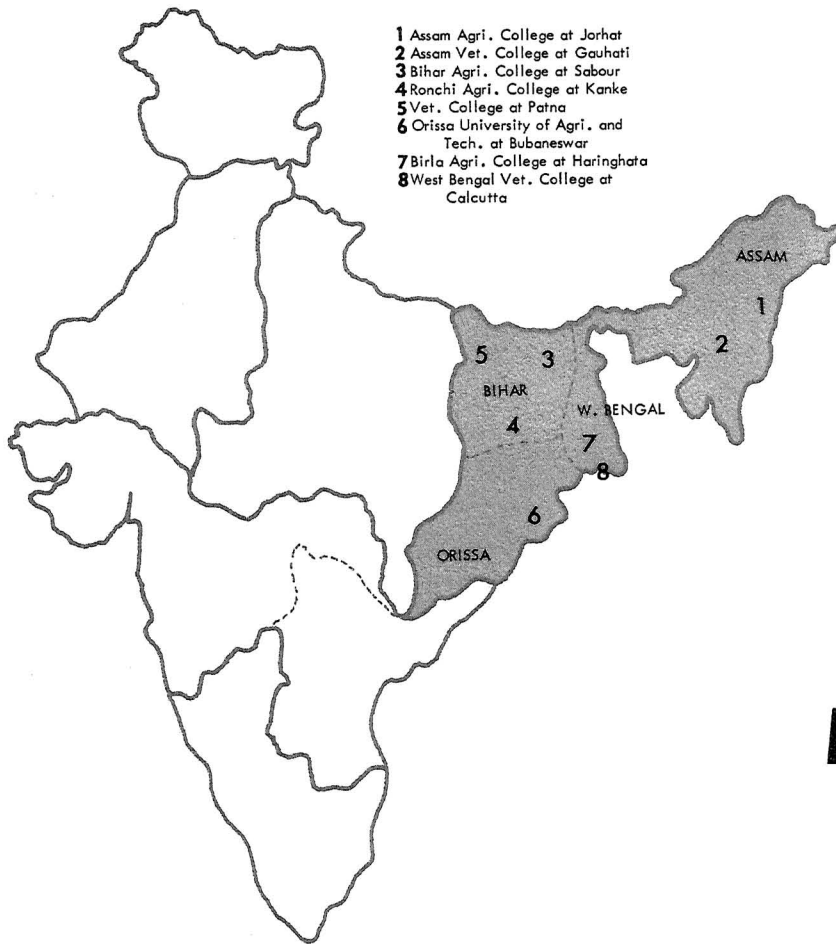 1 Assam Agri. College at Jorhat
2 Assam Vet. College at Gauhati
3 Bihar Agri. College at Sabour
4 Ronchi Agri. College at Kanke
5 Vet. College at Patna
6 Orissa University of Agri. and
Tech. at Bubaneswar
7 Birla Agri. College at Haringhata
8 West Bengal Vet. College at
Calcutta
ASSAM
1
2
5
3
BIHAR
W. BENGAL
4
7
8
6
ORISSA